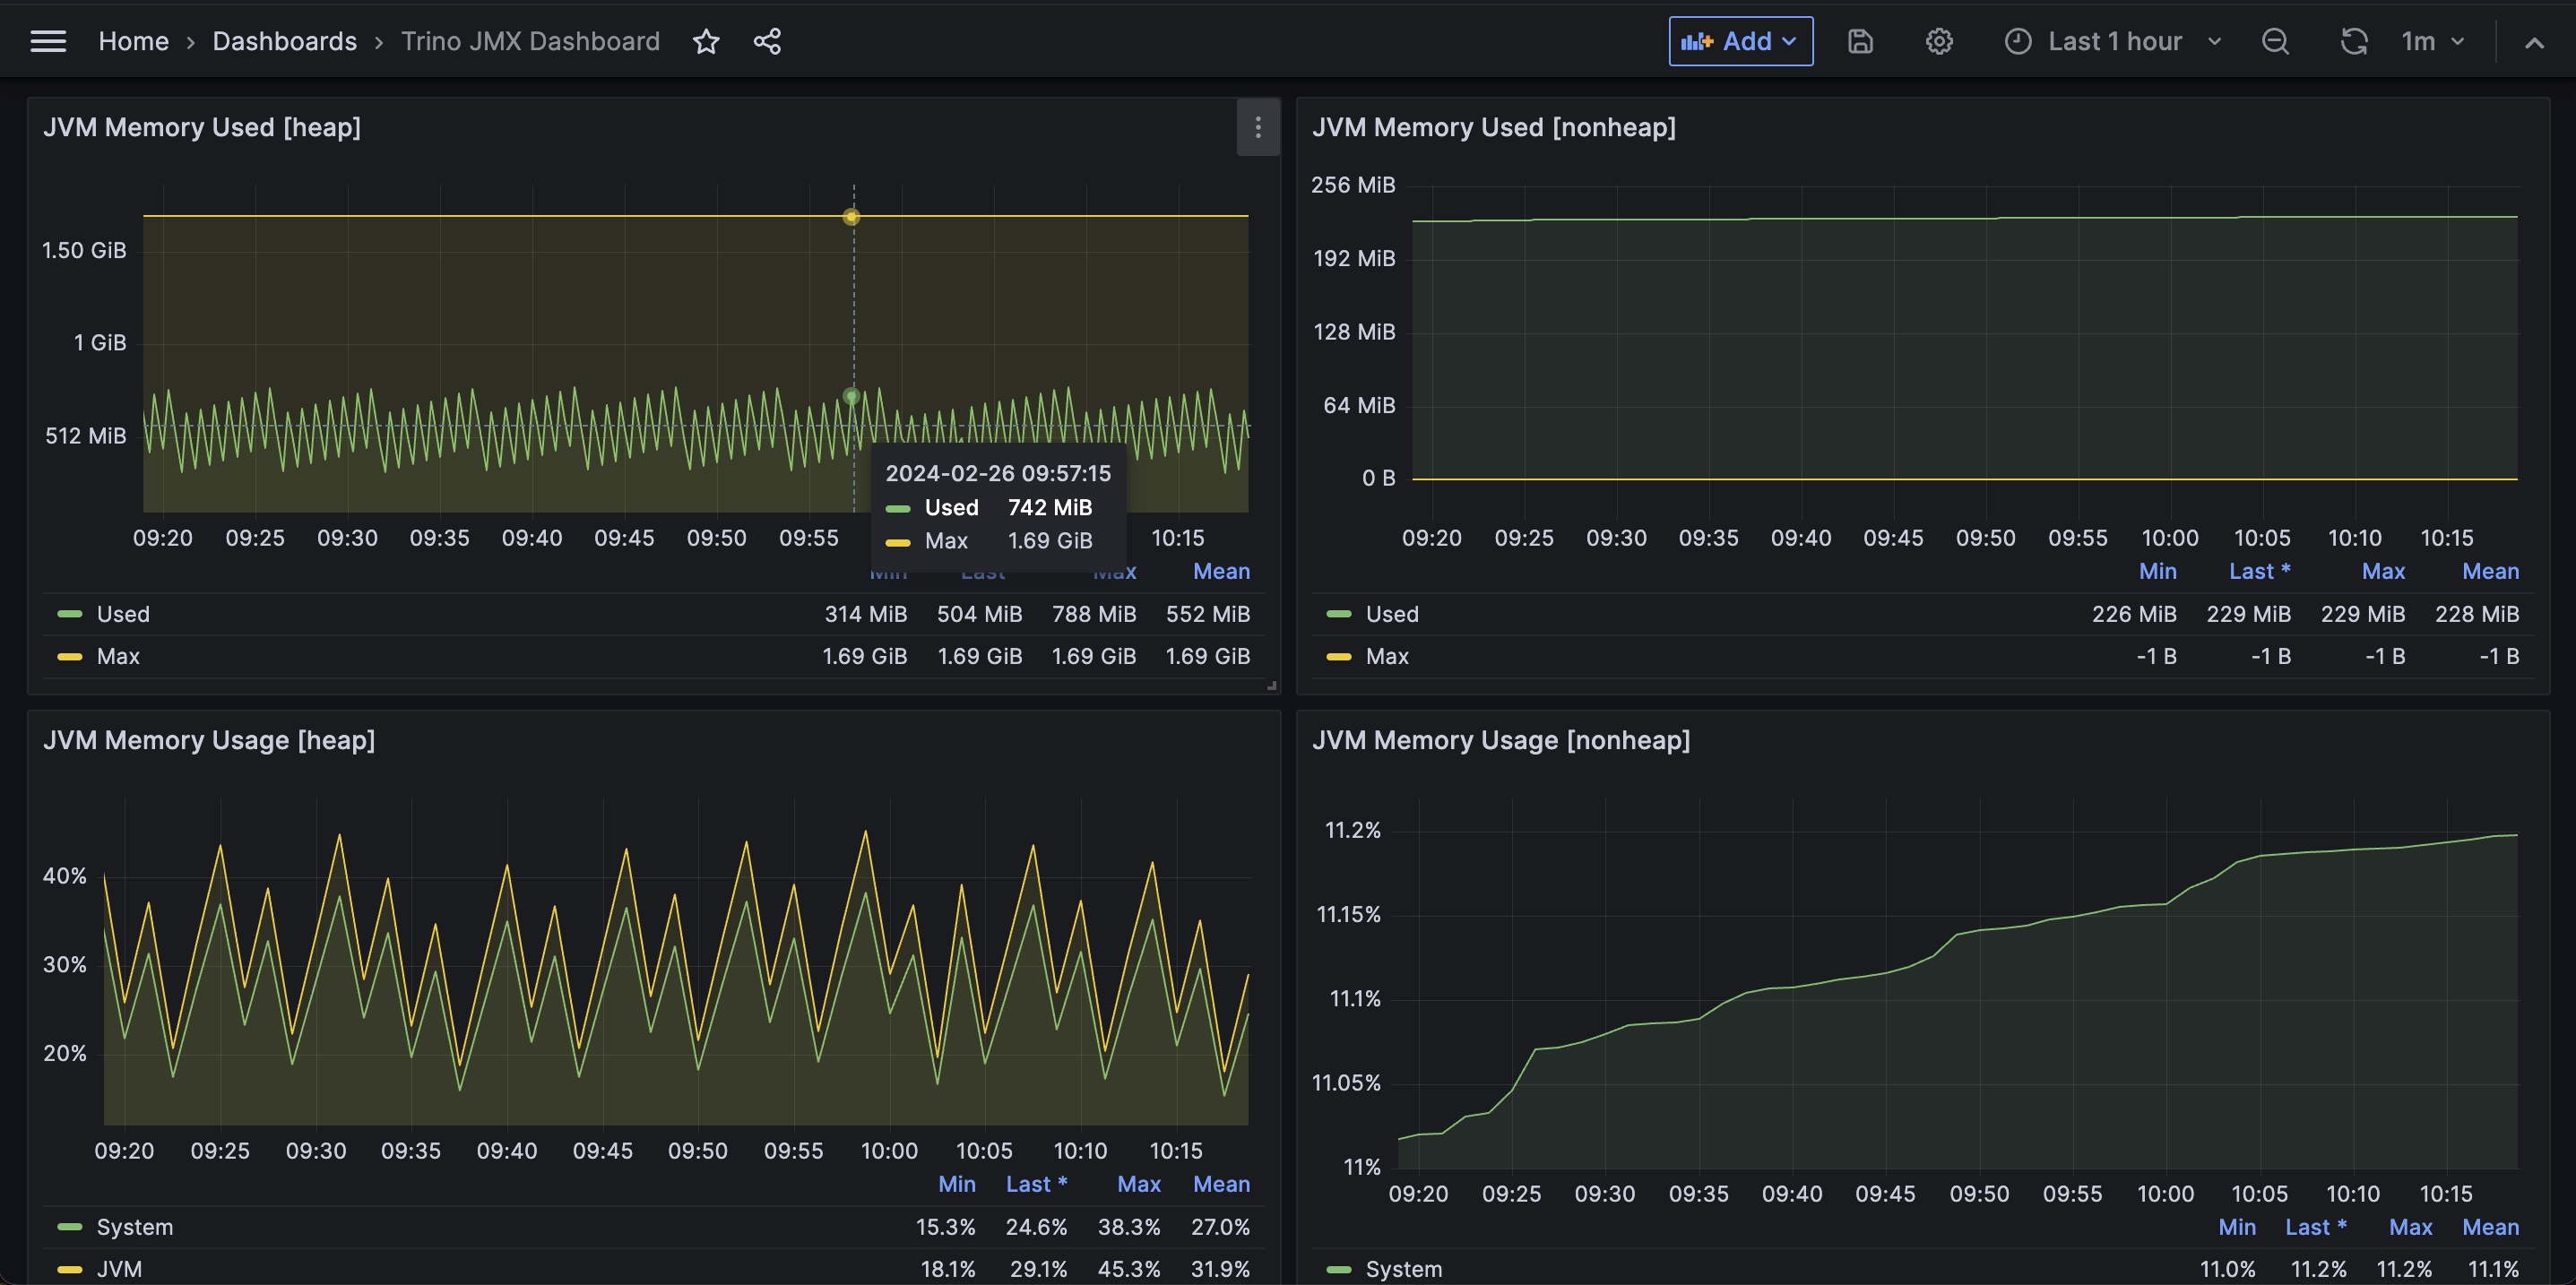 Home › Dashboards › Trino JMX Dashboard Add Last 1 hour 1m
JVM Memory Used [heap]
1.50 GiB
1 GiB
512 MiB
09:20 09:25 09:30 09:35 09:40 09:45 09:50 09:55 10:15
2024-02-26 09:57:15
Used 742 MiB
Max 1.69 GiB
Min Last Max Mean
Used 314 MiB 504 MiB 788 MiB 552 MiB
Max 1.69 GiB 1.69 GiB 1.69 GiB 1.69 GiB
JVM Memory Used [nonheap]
256 MiB
192 MiB
128 MiB
64 MiB
0 B
09:20 09:25 09:30 09:35 09:40 09:45 09:50 09:55 10:00 10:05 10:10 10:15
Min Last * Max Mean
Used 226 MiB 229 MiB 229 MiB 228 MiB
Max -1 B -1 B -1 B -1 B
JVM Memory Usage [heap]
40%
30%
20%
09:20 09:25 09:30 09:35 09:40 09:45 09:50 09:55 10:00 10:05 10:10 10:15
Min Last * Max Mean
System 15.3% 24.6% 38.3% 27.0%
JVM 18.1% 29.1% 45.3% 31.9%
JVM Memory Usage [nonheap]
11.2%
11.15%
11.1%
11.05%
11%
09:20 09:25 09:30 09:35 09:40 09:45 09:50 09:55 10:00 10:05 10:10 10:15
Min Last * Max Mean
System 11.0% 11.2% 11.2% 11.1%